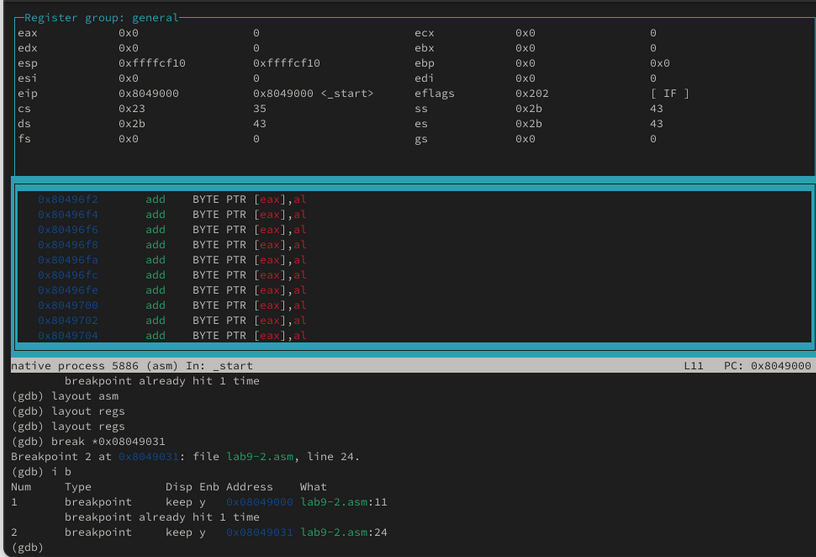 Register group: general
eax 0x0 0 ecx 0x0 0
edx 0x0 0 ebx 0x0 0
esp 0xffffcf10 0xffffcf10 ebp 0x0 0x0
esi 0x0 0 edi 0x0 0
eip 0x8049000 0x8049000 <_start> eflags 0x202 [ IF ]
cs 0x23 35 ss 0x2b 43
ds 0x2b 43 es 0x2b 43
fs 0x0 0 gs 0x0 0
0x80496f2 add BYTE PTR [eax],al
0x80496f4 add BYTE PTR [eax],al
0x80496f6 add BYTE PTR [eax],al
0x80496f8 add BYTE PTR [eax],al
0x80496fa add BYTE PTR [eax],al
0x80496fc add BYTE PTR [eax],al
0x80496fe add BYTE PTR [eax],al
0x8049700 add BYTE PTR [eax],al
0x8049702 add BYTE PTR [eax],al
0x8049704 add BYTE PTR [eax],al
native process 5886 (asm) In: _start L11 PC: 0x8049000
breakpoint already hit 1 time
(gdb) layout asm
(gdb) layout regs
(gdb) layout regs
(gdb) break *0x08049031
Breakpoint 2 at 0x8049031: file lab9-2.asm, line 24.
(gdb) i b
Num Type Disp Enb Address What
1 breakpoint keep y 0x08049000 lab9-2.asm:11
breakpoint already hit 1 time
2 breakpoint keep y 0x08049031 lab9-2.asm:24
(gdb)